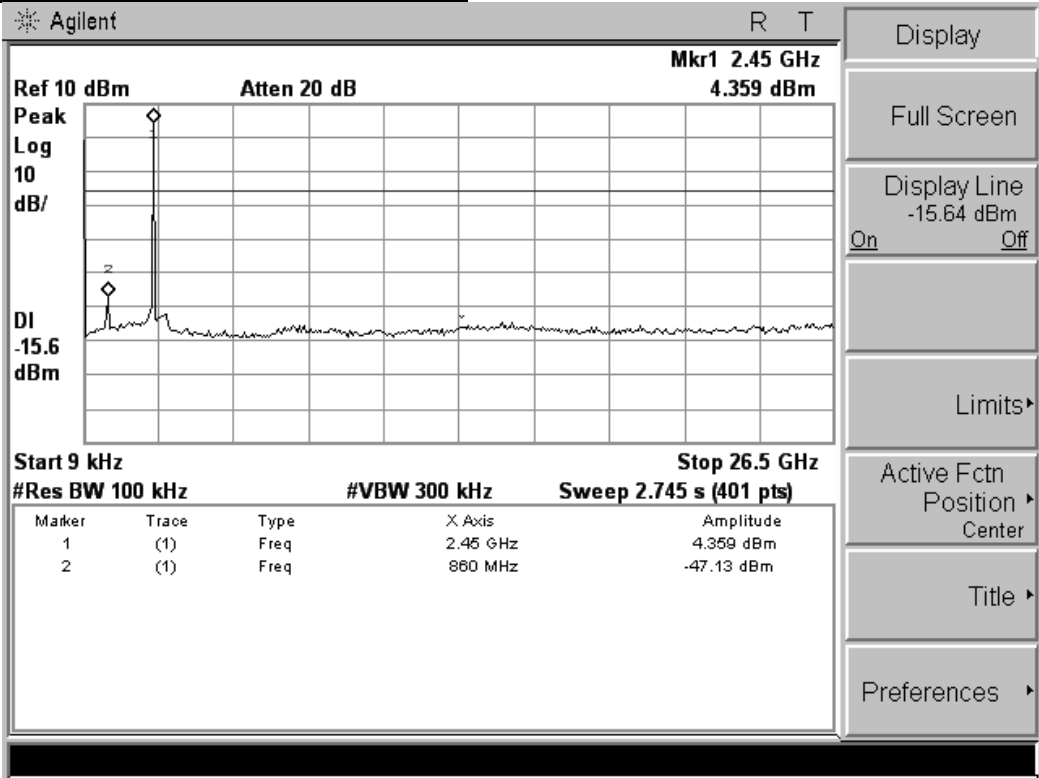 Agilent R T
Mkr1 2.45 GHz
Ref 10 dBm Atten 20 dB 4.359 dBm
Peak
Log
10
dB/
1
2
DI
-15.6
dBm
Start 9 kHz Stop 26.5 GHz
#Res BW 100 kHz #VBW 300 kHz Sweep 2.745 s (401 pts)
Marker Trace Type X Axis Amplitude
1 (1) Freq 2.45 GHz 4.359 dBm
2 (1) Freq 860 MHz -47.13 dBm
Display
Full Screen
Display Line
-15.64 dBm
On Off
Limits
Active Fctn
Position
Center
Title
Preferences